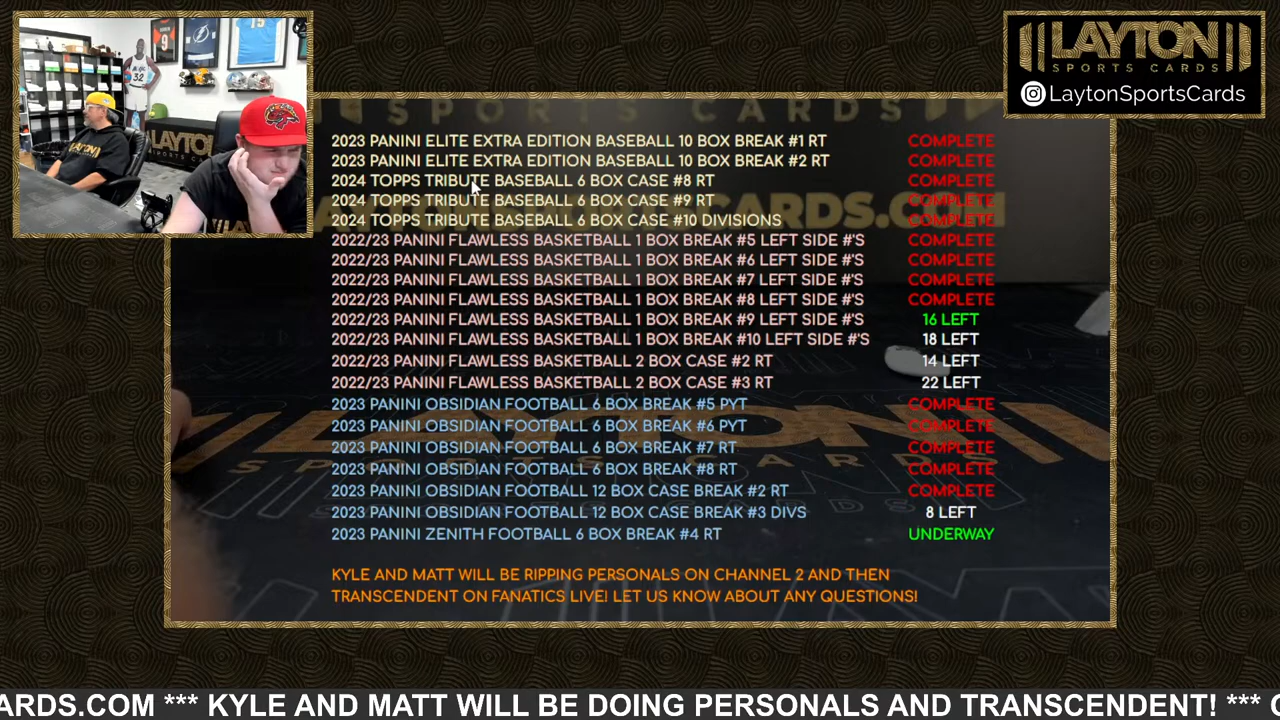 LAYTON
SPORTS CARDS
LaytonSportsCards
SPORTS CARDS
2023 PANINI ELITE EXTRA EDITION BASEBALL 10 BOX BREAK #1 RT COMPLETE
2023 PANINI ELITE EXTRA EDITION BASEBALL 10 BOX BREAK #2 RT COMPLETE
2024 TOPPS TRIBUTE BASEBALL 6 BOX CASE #8 RT COMPLETE
2024 TOPPS TRIBUTE BASEBALL 6 BOX CASE #9 RT COMPLETE
2024 TOPPS TRIBUTE BASEBALL 6 BOX CASE #10 DIVISIONS COMPLETE
2022/23 PANINI FLAWLESS BASKETBALL 1 BOX BREAK #5 LEFT SIDE #'S COMPLETE
2022/23 PANINI FLAWLESS BASKETBALL 1 BOX BREAK #6 LEFT SIDE #'S COMPLETE
2022/23 PANINI FLAWLESS BASKETBALL 1 BOX BREAK #7 LEFT SIDE #'S COMPLETE
2022/23 PANINI FLAWLESS BASKETBALL 1 BOX BREAK #8 LEFT SIDE #'S COMPLETE
2022/23 PANINI FLAWLESS BASKETBALL 1 BOX BREAK #9 LEFT SIDE #'S 16 LEFT
2022/23 PANINI FLAWLESS BASKETBALL 1 BOX BREAK #10 LEFT SIDE #'S 18 LEFT
2022/23 PANINI FLAWLESS BASKETBALL 2 BOX CASE #2 RT 14 LEFT
2022/23 PANINI FLAWLESS BASKETBALL 2 BOX CASE #3 RT 22 LEFT
2023 PANINI OBSIDIAN FOOTBALL 6 BOX BREAK #5 PYT COMPLETE
2023 PANINI OBSIDIAN FOOTBALL 6 BOX BREAK #6 PYT COMPLETE
2023 PANINI OBSIDIAN FOOTBALL 6 BOX BREAK #7 RT COMPLETE
2023 PANINI OBSIDIAN FOOTBALL 6 BOX BREAK #8 RT COMPLETE
2023 PANINI OBSIDIAN FOOTBALL 12 BOX CASE BREAK #2 RT COMPLETE
2023 PANINI OBSIDIAN FOOTBALL 12 BOX CASE BREAK #3 DIVS 8 LEFT
2023 PANINI ZENITH FOOTBALL 6 BOX BREAK #4 RT UNDERWAY
KYLE AND MATT WILL BE RIPPING PERSONALS ON CHANNEL 2 AND THEN
TRANSCENDENT ON FANATICS LIVE! LET US KNOW ABOUT ANY QUESTIONS!
ARDS.COM *** KYLE AND MATT WILL BE DOING PERSONALS AND TRANSCENDENT! ***